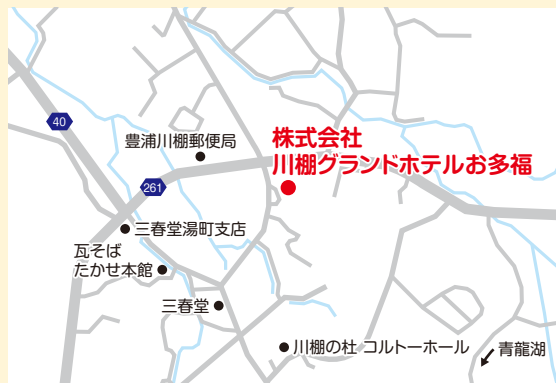 40
豊浦川棚郵便局
株式会社
川棚グランドホテルお多福
261
三春堂湯町支店
瓦そば
たかせ本館
三春堂
川棚の杜 コルトーホール
青龍湖